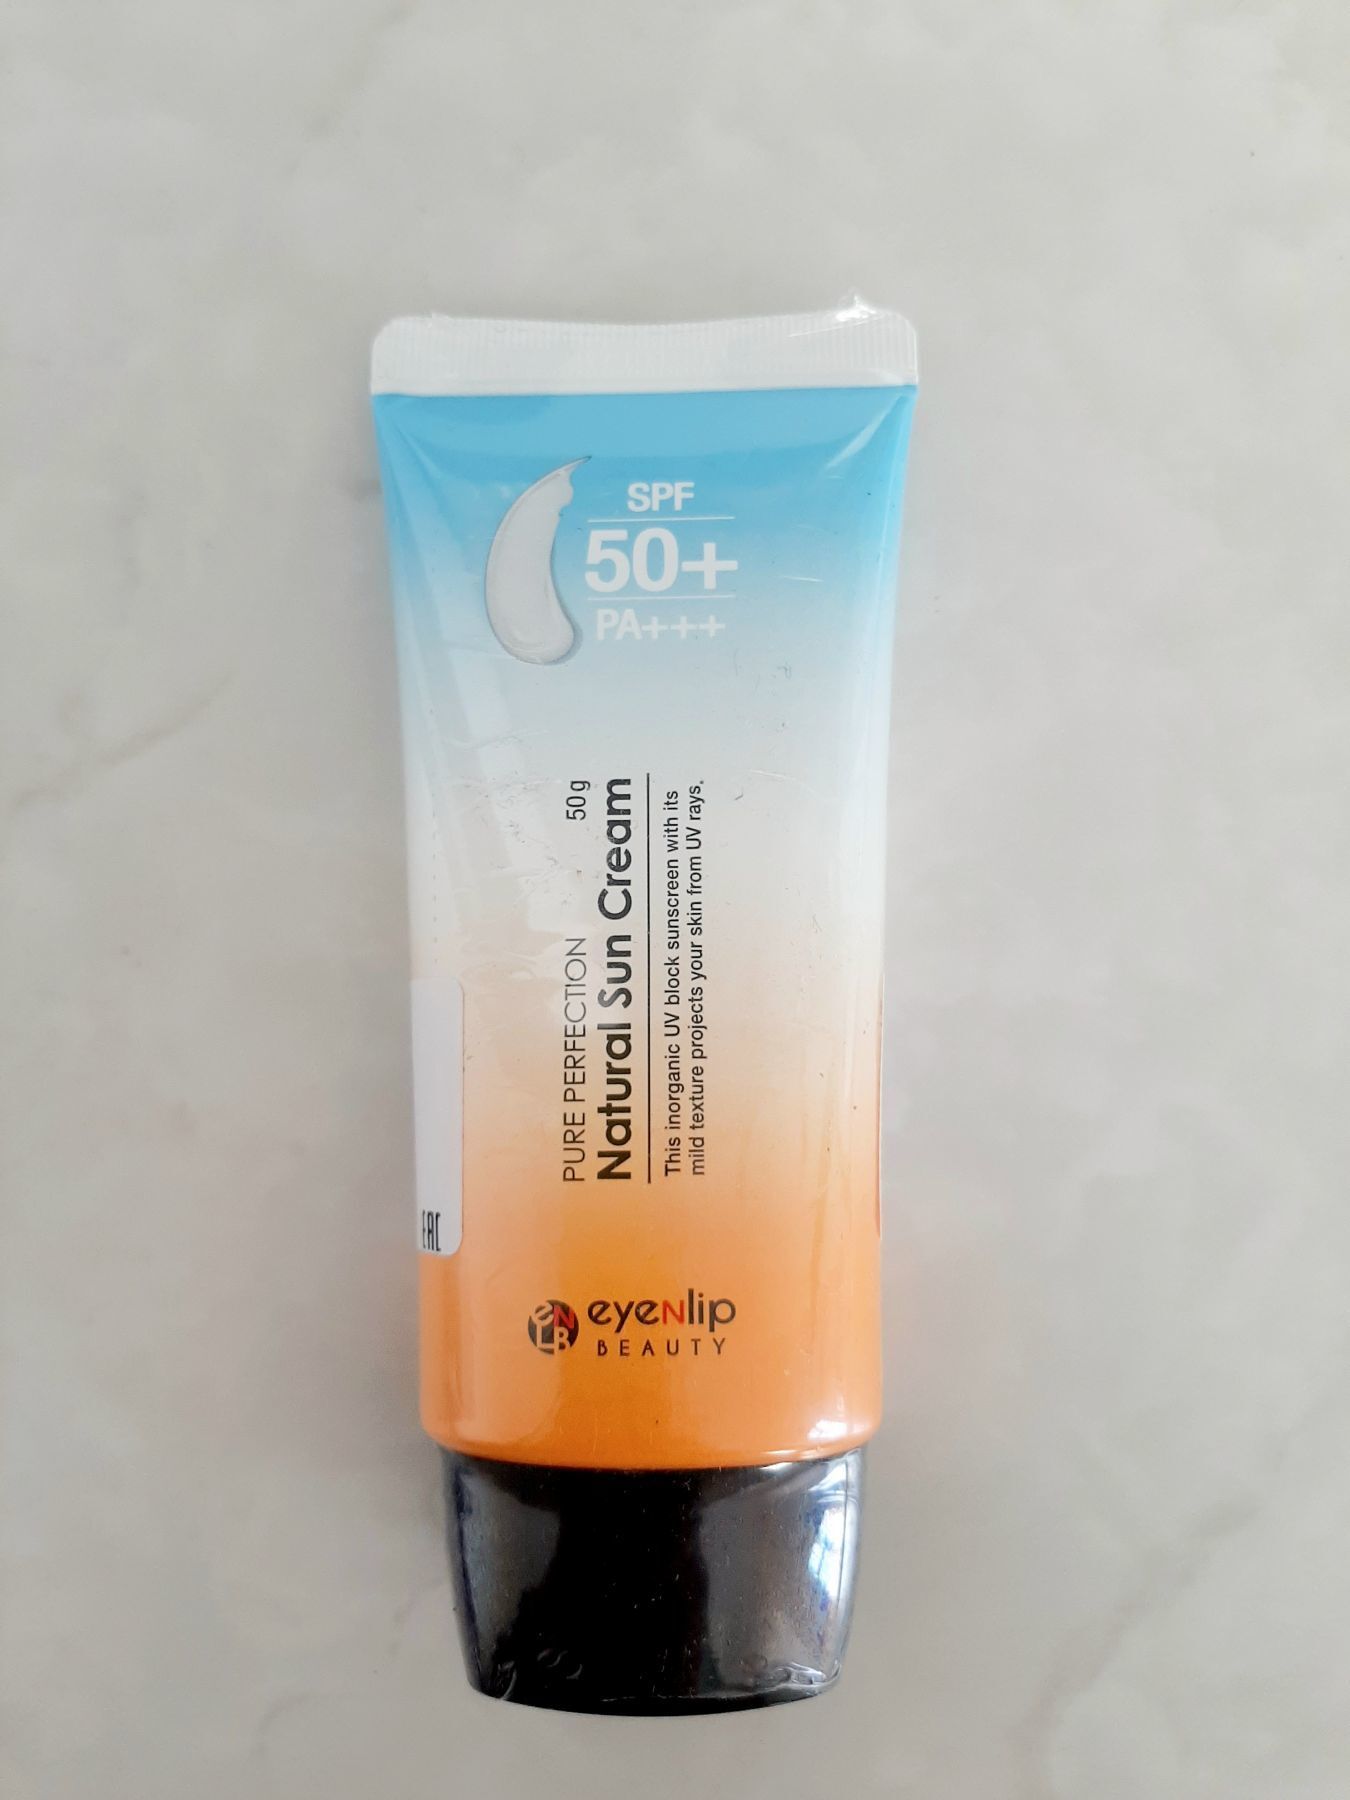 SPF
50+
PA+++
PURE PERFECTION 50g
Natural Sun Cream
This inorganic UV block sunscreen with its
mild texture projects your skin from UV rays.
EAC
eNLB
eyeNlip
BEAUTY